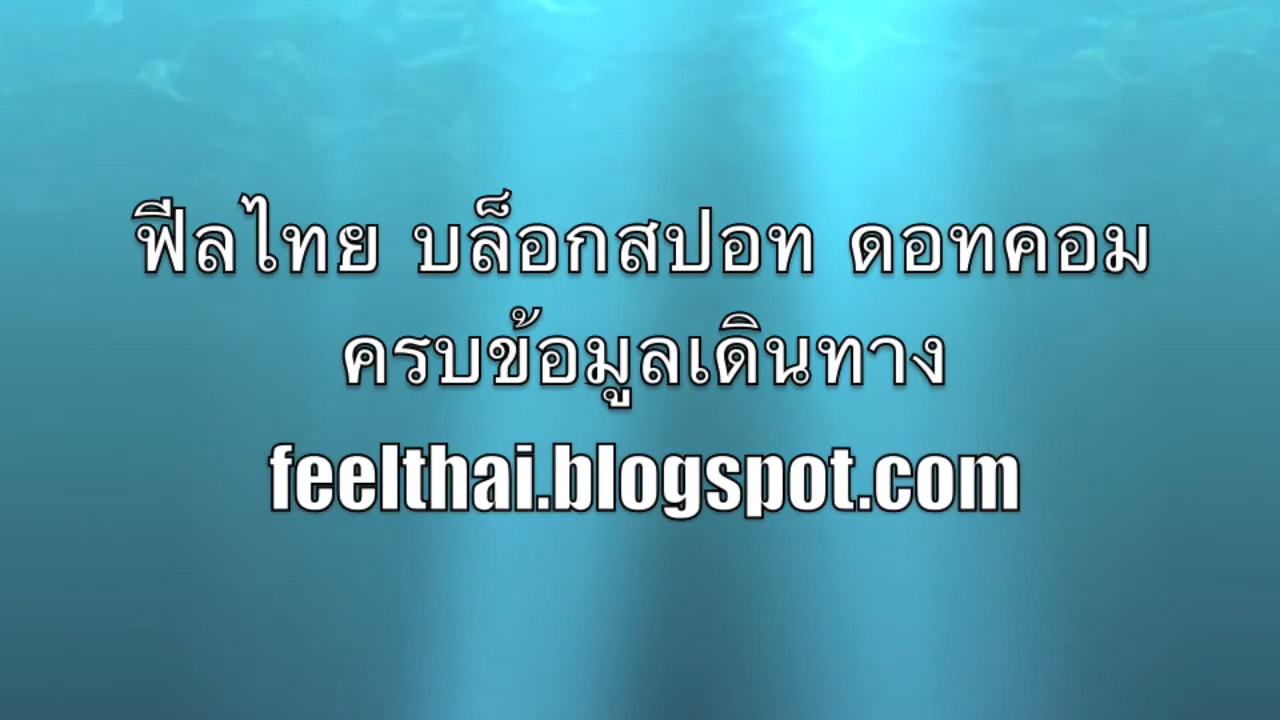 ฟีลไทย บล็อกสปอท ดอทคอม
ครบข้อมูลเดินทาง
feelthai.blogspot.com